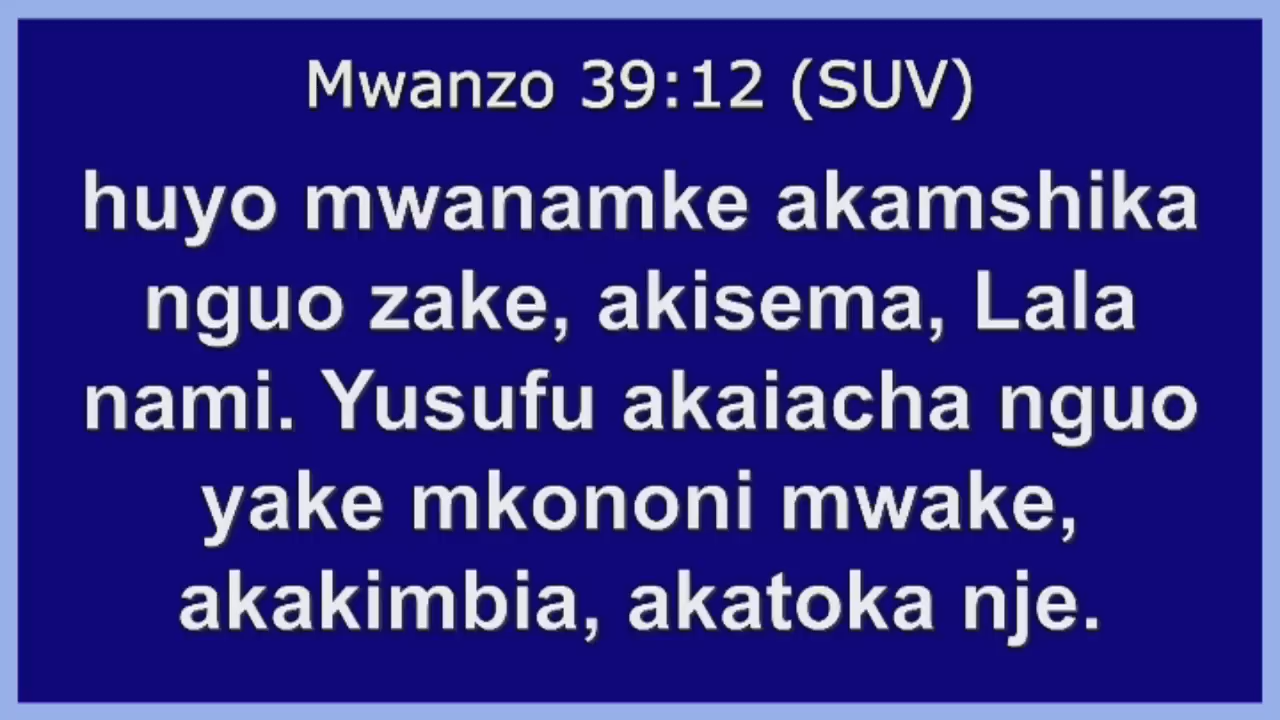 Mwanzo 39:12 (SUV)
huyo mwanamke akamshika
nguo zake, akisema, Lala
nami. Yusufu akaiacha nguo
yake mkononi mwake,
akakimbia, akatoka nje.